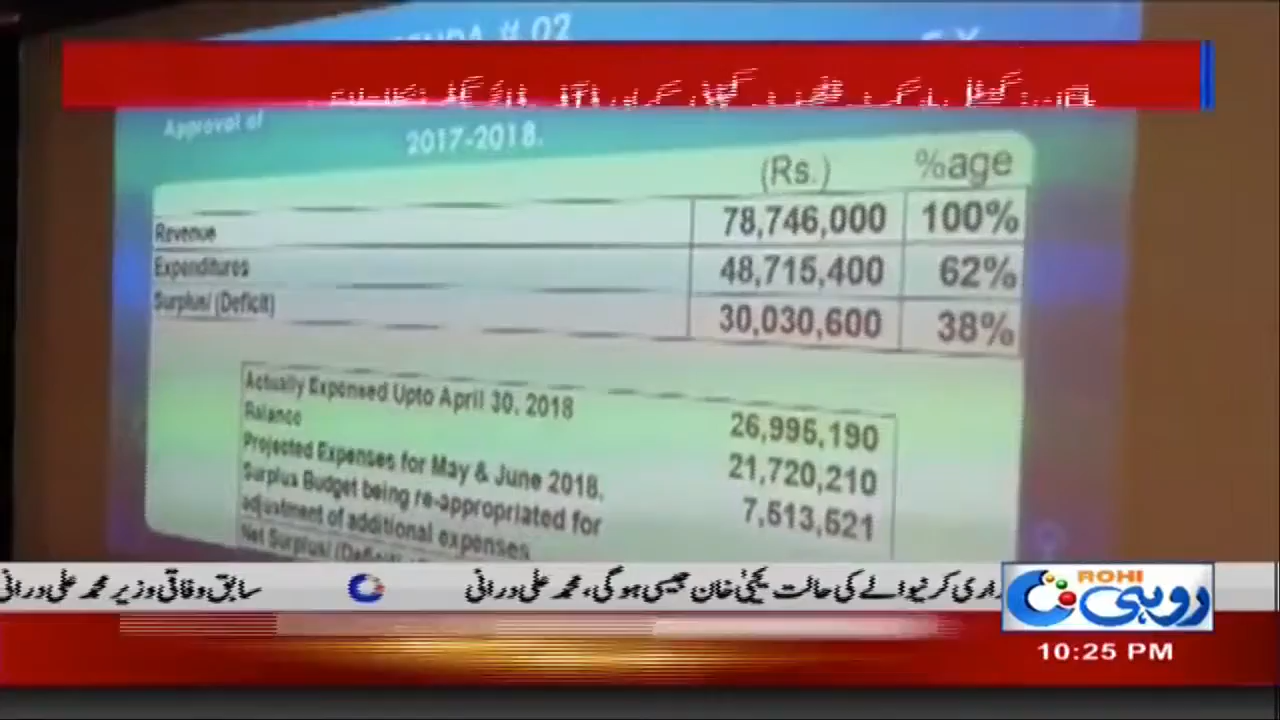 # 02
Approval of
2017-2018.
(Rs.) %age
Revenue 78,746,000 100%
Expenditures 48,715,400 62%
Surplus/ (Deficit) 30,030,600 38%
Actually Expensed Upto April 30, 2018 26,995,190
Balance 21,720,210
Projected Expenses for May & June 2018. 7,513,521
Surplus Budget being re-appropriated for
adjustment of additional expenses
Net Surplus/
کرنیوالے کی حالت یحییٰ خان جیسی ہوگی، محمد علی درانی
سابق وفاقی وزیر محمد علی درانی
ROHI
روہی
10:25 PM